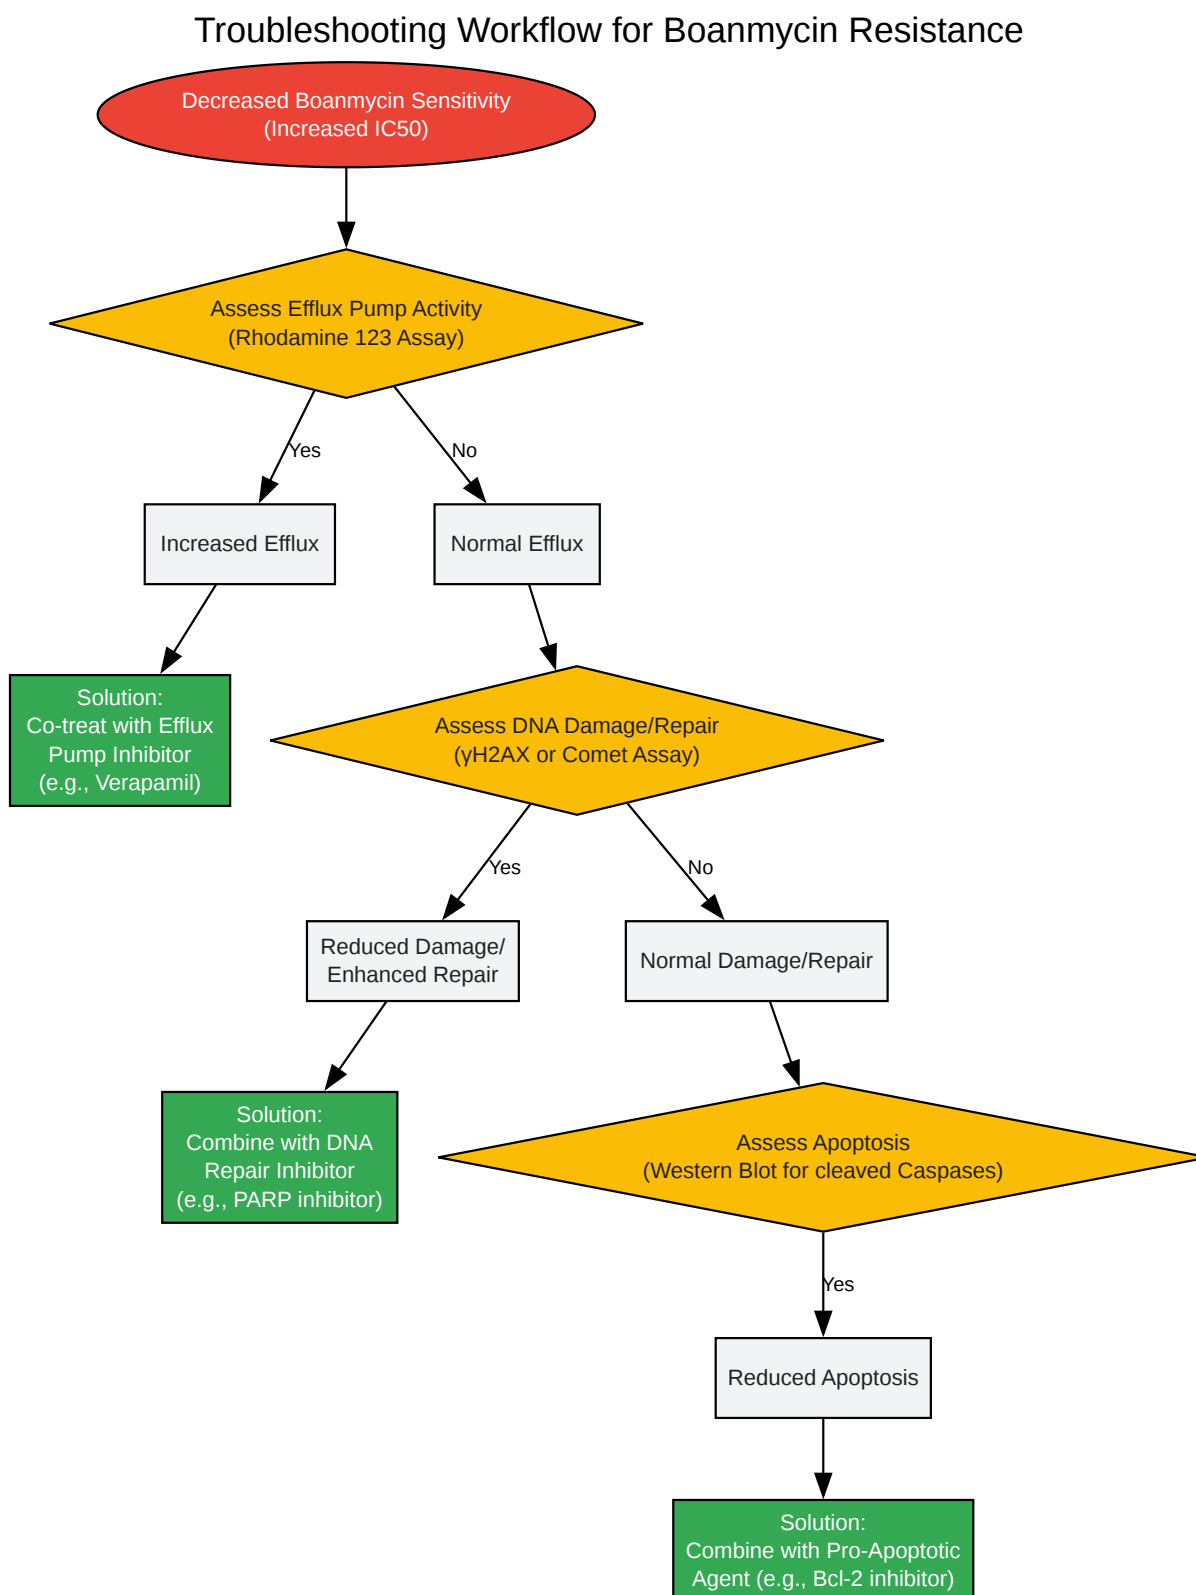 Troubleshooting Workflow for Boanmycin Resistance
Decreased Boanmycin Sensitivity
(Increased IC50)
Assess Efflux Pump Activity
(Rhodamine 123 Assay)
Yes
No
Increased Efflux
Normal Efflux
Solution:
Co-treat with Efflux
Pump Inhibitor
(e.g., Verapamil)
Assess DNA Damage/Repair
(γH2AX or Comet Assay)
Yes
No
Reduced Damage/
Enhanced Repair
Normal Damage/Repair
Solution:
Combine with DNA
Repair Inhibitor
(e.g., PARP inhibitor)
Assess Apoptosis
(Western Blot for cleaved Caspases)
Yes
Reduced Apoptosis
Solution:
Combine with Pro-Apoptotic
Agent (e.g., Bcl-2 inhibitor)